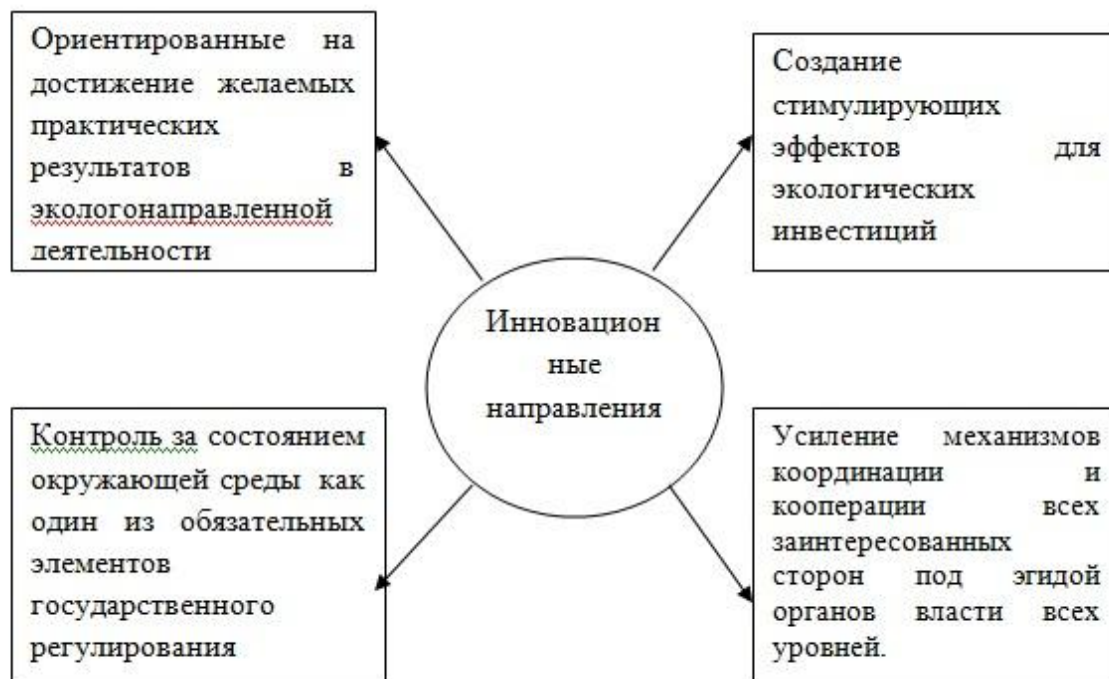 Ориентированные на
достижение желаемых
практических
результатов в
экологонаправленной
деятельности
Создание
стимулирующих
эффектов для
экологических
инвестиций
Инновацион
ные
направления
Контроль за состоянием
окружающей среды как
один из обязательных
элементов
государственного
регулирования
Усиление механизмов
координации и
кооперации всех
заинтересованных
сторон под эгидой
органов власти всех
уровней.